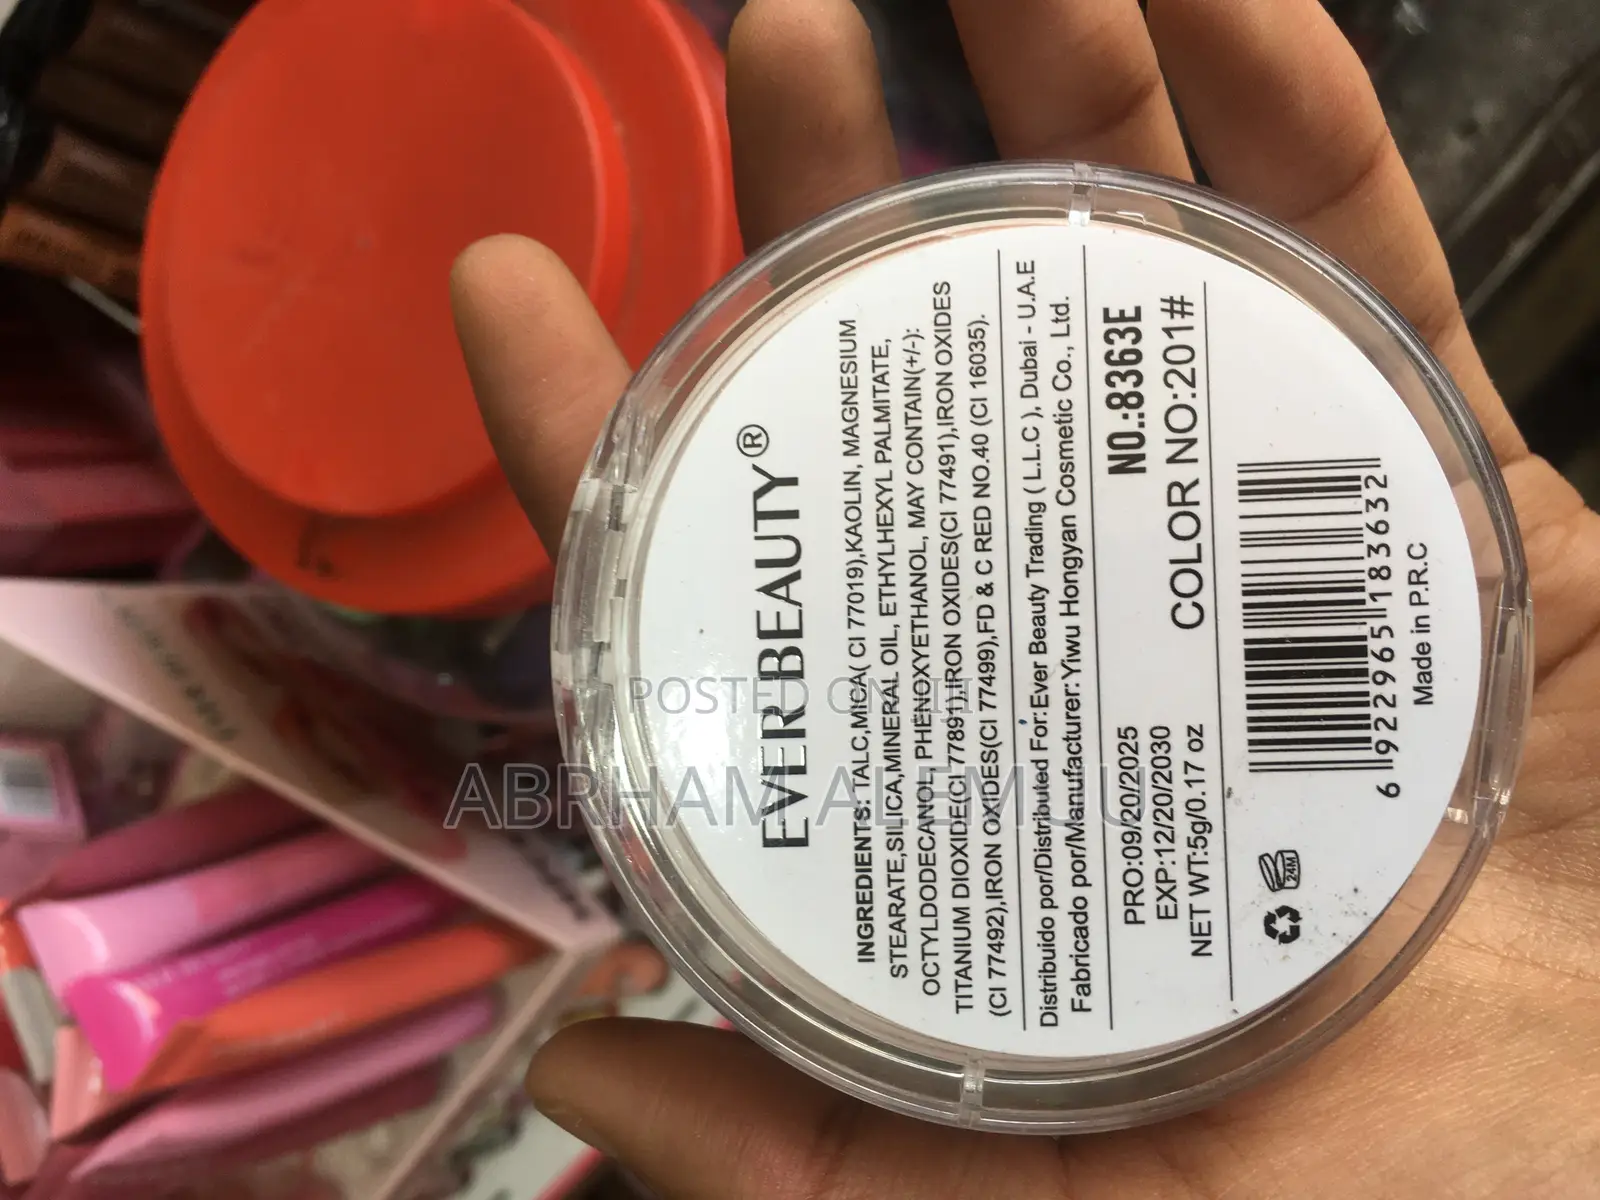 EVERBEAUTY®
INGREDIENTS: TALC,MICA( CI 77019),KAOLIN, MAGNESIUM
STEARATE,SILICA,MINERAL OIL, ETHYLHEXYL PALMITATE,
OCTYLDODECANOL, PHENOXYETHANOL, MAY CONTAIN(+/-):
TITANIUM DIOXIDE(CI 77891),IRON OXIDES(CI 77491),IRON OXIDES
(CI 77492),IRON OXIDES(CI 77499),FD & C RED NO.40 (CI 16035).
Distribuido por/Distributed For:Ever Beauty Trading ( L.L.C ), Dubai - U.A.E
Fabricado por/Manufacturer:Yiwu Hongyan Cosmetic Co., Ltd.
NO.:8363E
COLOR NO:201#
PRO:09/20/2025
EXP:12/20/2030
NET WT:5g/0.17 oz
24M
6 922965 183632
Made in P.R.C
POSTED ON JIJI
ABRHAM ALEMUU